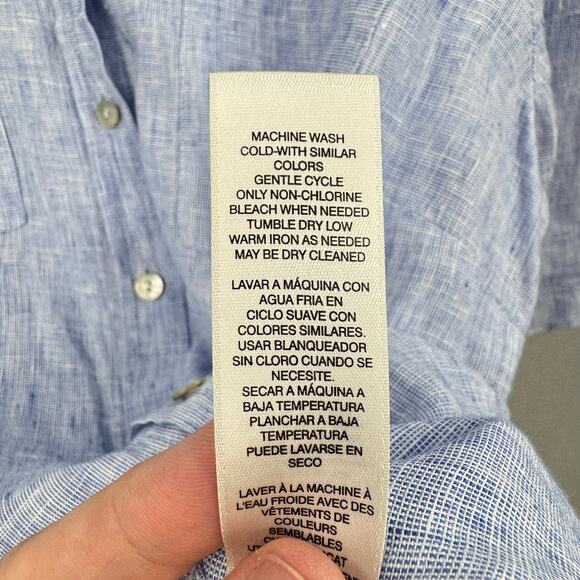 MACHINE WASH
COLD-WITH SIMILAR
COLORS
GENTLE CYCLE
ONLY NON-CHLORINE
BLEACH WHEN NEEDED
TUMBLE DRY LOW
WARM IRON AS NEEDED
MAY BE DRY CLEANED
LAVAR A MÁQUINA CON
AGUA FRIA EN
CICLO SUAVE CON
COLORES SIMILARES.
USAR BLANQUEADOR
SIN CLORO CUANDO SE
NECESITE.
SECAR A MÁQUINA A
BAJA TEMPERATURA
PLANCHAR A BAJA
TEMPERATURA
PUEDE LAVARSE EN
SECO
LAVER À LA MACHINE À
L'EAU FROIDE AVEC DES
VÊTEMENTS DE
COULEURS
SEMBLABLES